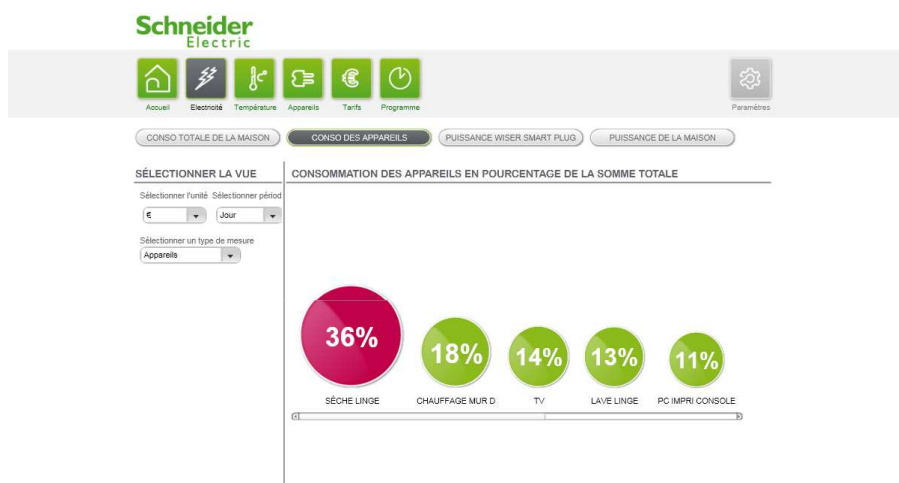 Schneider
Electric
Accueil Electricité Température Appareils Tarifs Programme Paramètres
CONSO TOTALE DE LA MAISON CONSO DES APPAREILS PUISSANCE WISER SMART PLUG PUISSANCE DE LA MAISON
SÉLECTIONNER LA VUE CONSOMMATION DES APPAREILS EN POURCENTAGE DE LA SOMME TOTALE
Sélectionner l'unité Sélectionner périod
€ Jour
Sélectionner un type de mesure
Appareils
36% 18% 14% 13% 11%
SÈCHE LINGE CHAUFFAGE MUR D TV LAVE LINGE PC IMPRI CONSOLE